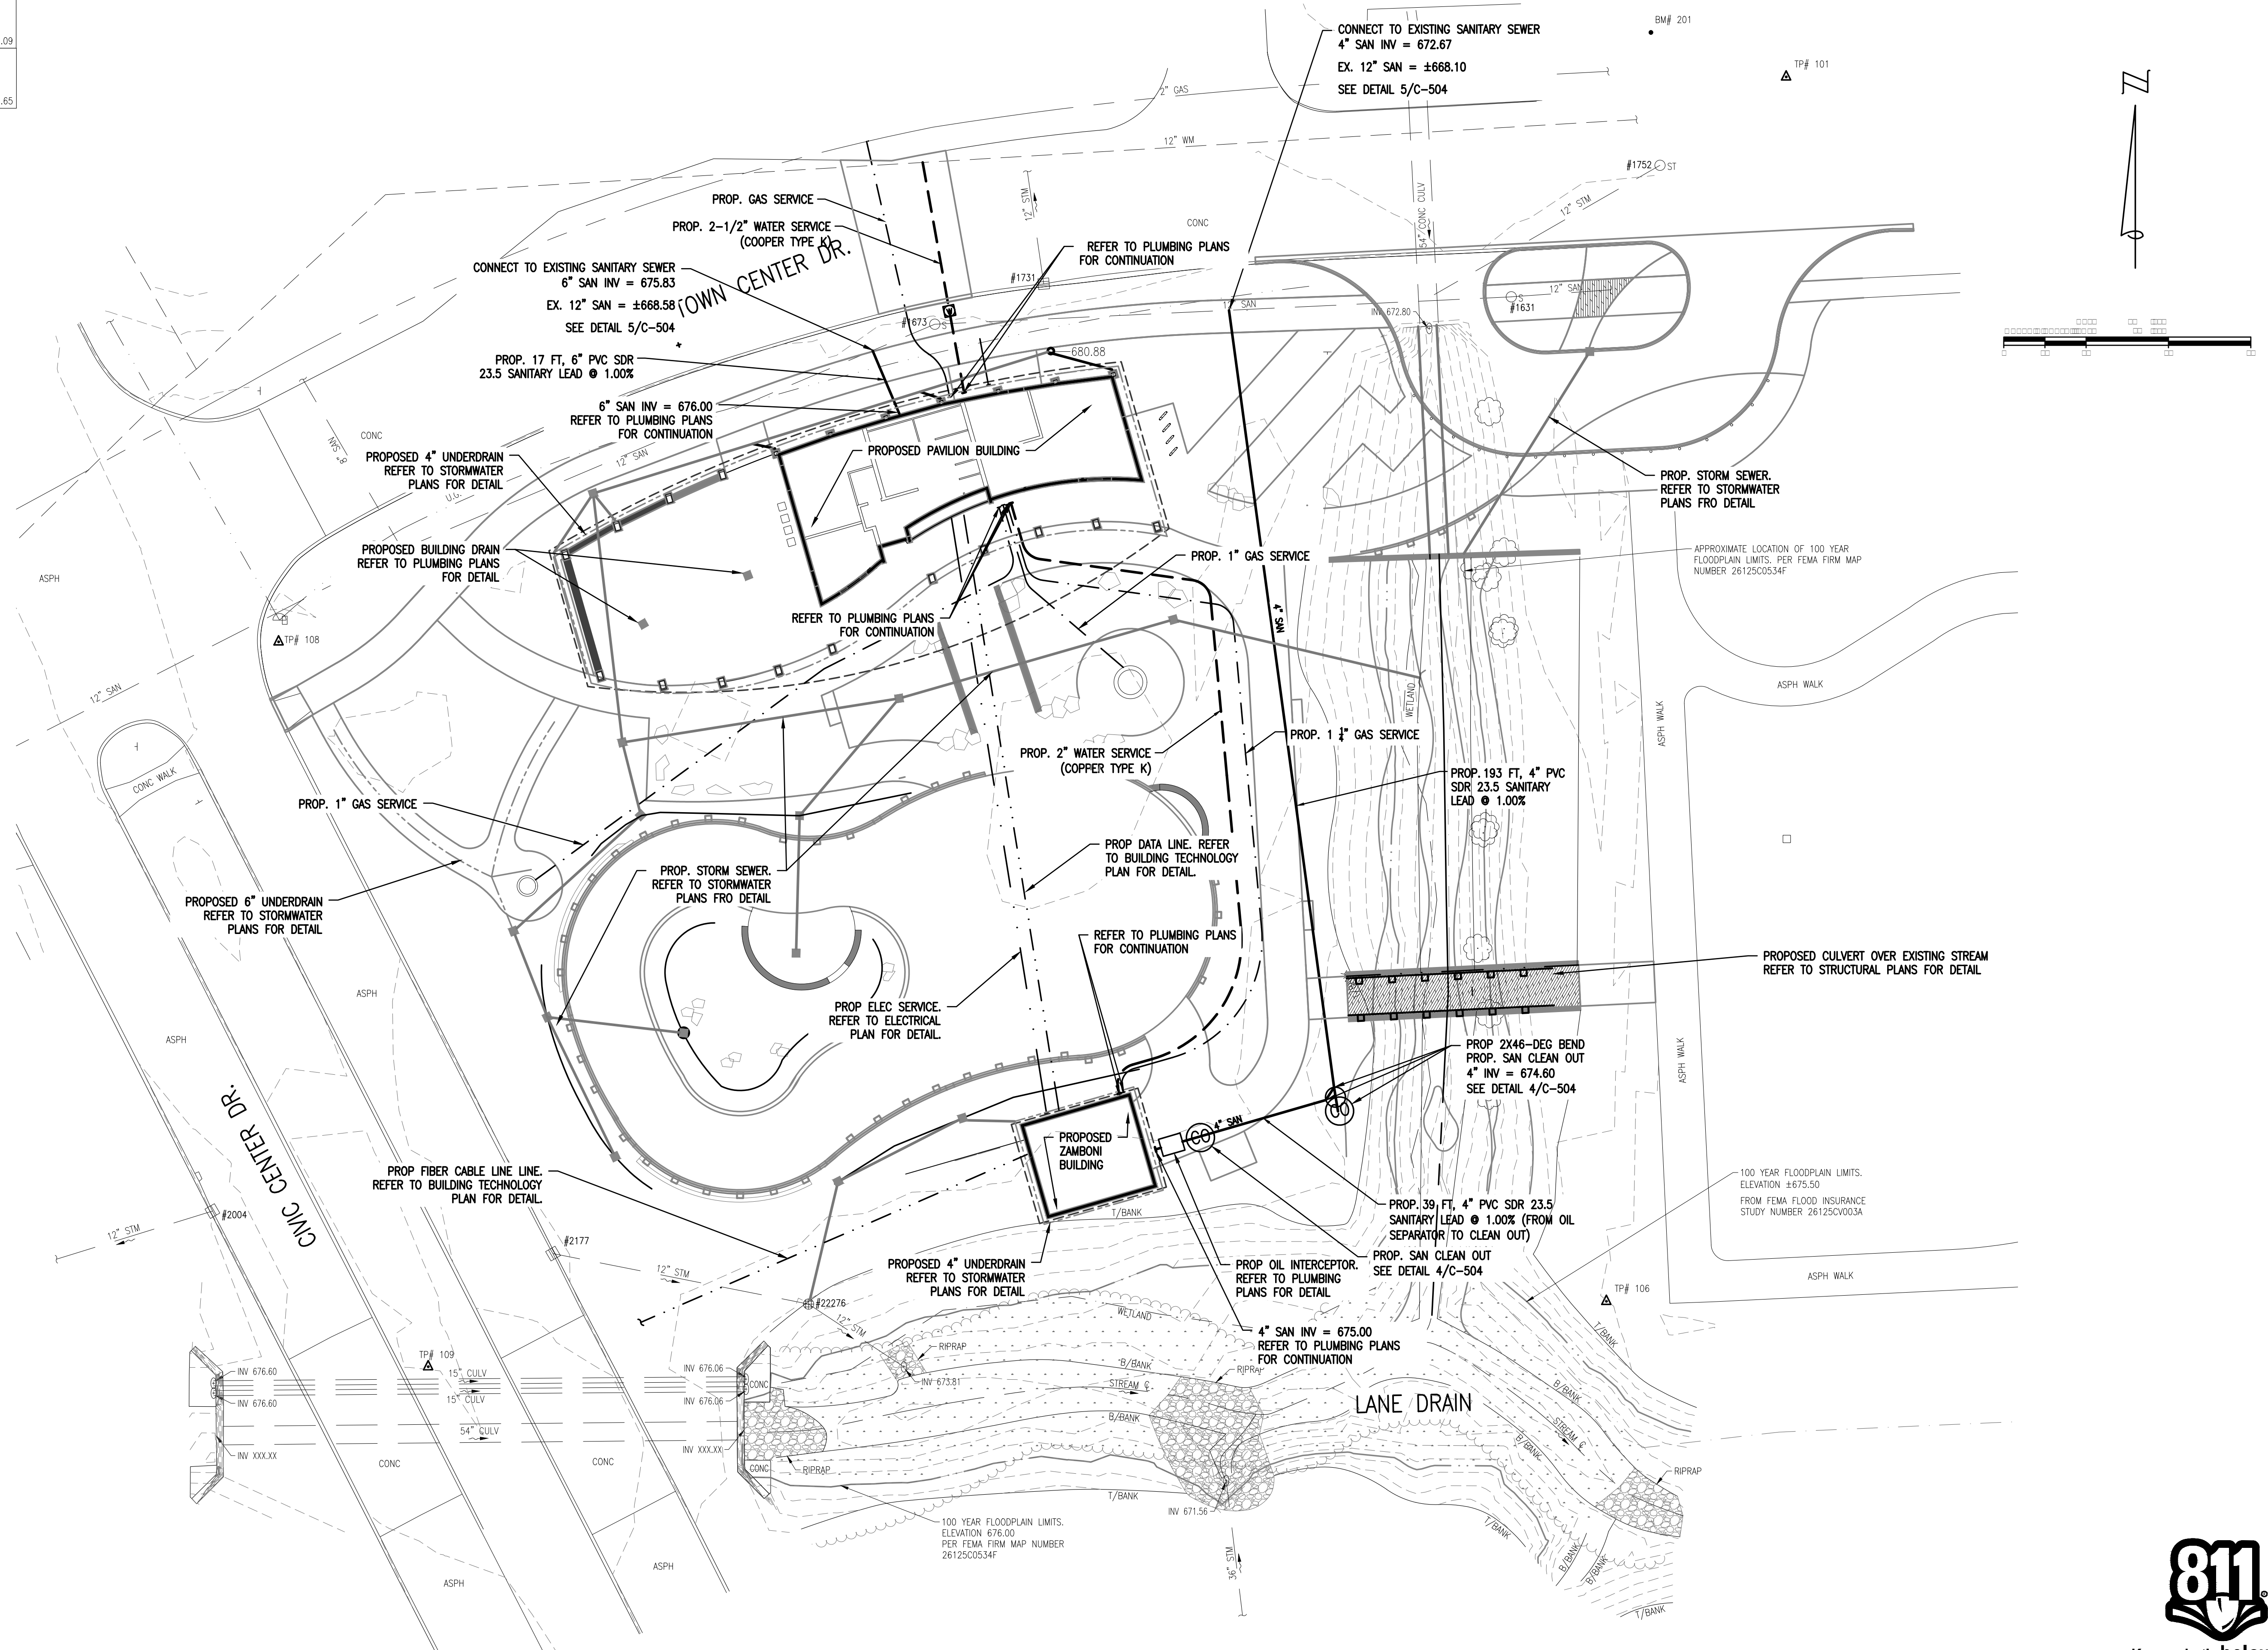 .09
.65
CONNECT TO EXISTING SANITARY SEWER
4" SAN INV = 672.67
EX. 12" SAN = ±668.10
SEE DETAIL 5/C-504
BM# 201
TP# 101
2" GAS
12" WM
#1752
ST
12" STM
12" STM
54" CONC CULV
CONC
PROP. GAS SERVICE
PROP. 2-1/2" WATER SERVICE
(COOPER TYPE K)
TOWN CENTER DR.
REFER TO PLUMBING PLANS
FOR CONTINUATION
CONNECT TO EXISTING SANITARY SEWER
6" SAN INV = 675.83
EX. 12" SAN = ±668.58
SEE DETAIL 5/C-504
#1731
#1673
S
12" SAN
INV 672.80
12" SAN
S
#1631
680.88
PROP. 17 FT, 6" PVC SDR
23.5 SANITARY LEAD @ 1.00%
6" SAN INV = 676.00
REFER TO PLUMBING PLANS
FOR CONTINUATION
8" SAN
CONC
12" SAN
U.G.
PROPOSED PAVILION BUILDING
PROPOSED 4" UNDERDRAIN
REFER TO STORMWATER
PLANS FOR DETAIL
PROP. STORM SEWER.
REFER TO STORMWATER
PLANS FRO DETAIL
PROPOSED BUILDING DRAIN
REFER TO PLUMBING PLANS
FOR DETAIL
PROP. 1" GAS SERVICE
APPROXIMATE LOCATION OF 100 YEAR
FLOODPLAIN LIMITS. PER FEMA FIRM MAP
NUMBER 26125C0534F
ASPH
REFER TO PLUMBING PLANS
FOR CONTINUATION
4" SAN
TP# 108
12" SAN
WETLAND
ASPH WALK
ASPH WALK
PROP. 1 1/4" GAS SERVICE
PROP. 2" WATER SERVICE
(COPPER TYPE K)
PROP. 193 FT, 4" PVC
SDR 23.5 SANITARY
LEAD @ 1.00%
CONC WALK
PROP. 1" GAS SERVICE
PROP DATA LINE. REFER
TO BUILDING TECHNOLOGY
PLAN FOR DETAIL.
PROP. STORM SEWER.
REFER TO STORMWATER
PLANS FRO DETAIL
PROPOSED 6" UNDERDRAIN
REFER TO STORMWATER
PLANS FOR DETAIL
REFER TO PLUMBING PLANS
FOR CONTINUATION
PROPOSED CULVERT OVER EXISTING STREAM
REFER TO STRUCTURAL PLANS FOR DETAIL
ASPH
PROP ELEC SERVICE.
REFER TO ELECTRICAL
PLAN FOR DETAIL.
ASPH
PROP 2X46-DEG BEND
PROP. SAN CLEAN OUT
4" INV = 674.60
SEE DETAIL 4/C-504
ASPH WALK
CIVIC CENTER DR.
CO
CO
4" SAN
PROPOSED
ZAMBONI
BUILDING
PROP FIBER CABLE LINE LINE.
REFER TO BUILDING TECHNOLOGY
PLAN FOR DETAIL.
100 YEAR FLOODPLAIN LIMITS.
ELEVATION ±675.50
FROM FEMA FLOOD INSURANCE
STUDY NUMBER 26125CV003A
PROP. 39 FT, 4" PVC SDR 23.5
SANITARY LEAD @ 1.00% (FROM OIL
SEPARATOR TO CLEAN OUT)
T/BANK
#2004
12" STM
#2177
12" STM
PROP. SAN CLEAN OUT
SEE DETAIL 4/C-504
PROPOSED 4" UNDERDRAIN
REFER TO STORMWATER
PLANS FOR DETAIL
PROP OIL INTERCEPTOR.
REFER TO PLUMBING
PLANS FOR DETAIL
ASPH WALK
TP# 106
#22276
12" STM
WETLAND
4" SAN INV = 675.00
REFER TO PLUMBING PLANS
FOR CONTINUATION
T/BANK
TP# 109
RIPRAP
B/BANK
RIPRAP
INV 676.60
15" CULV
INV 676.06
CONC
INV 673.81
STREAM ℄
B/BANK
INV 676.60
15" CULV
INV 676.06
LANE DRAIN
B/BANK
STREAM ℄
54" CULV
INV XXX.XX
INV XXX.XX
B/BANK
CONC
CONC
CONC
RIPRAP
RIPRAP
T/BANK
INV 671.56
T/BANK
100 YEAR FLOODPLAIN LIMITS.
ELEVATION 676.00
PER FEMA FIRM MAP NUMBER
26125C0534F
36" STM
B/BANK
B/BANK
ASPH
ASPH
T/BANK
811